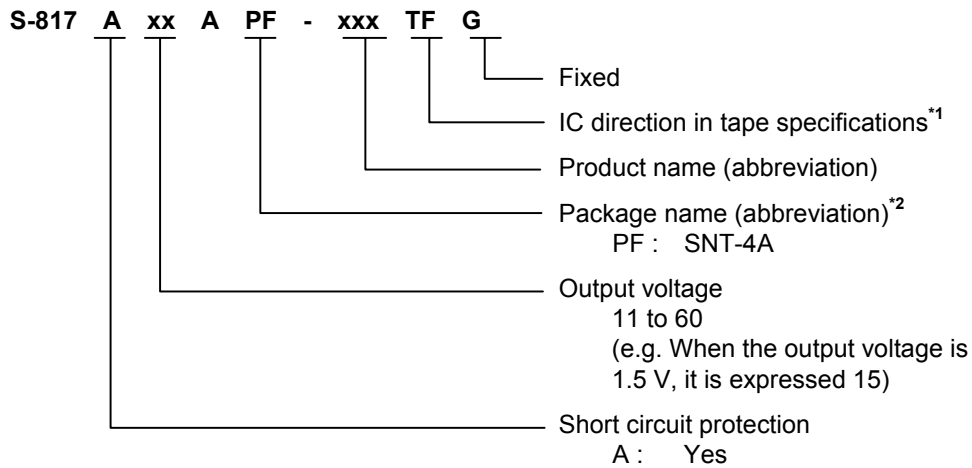 S-817 A xx A PF - xxx TF G
Fixed
IC direction in tape specifications*1
Product name (abbreviation)
Package name (abbreviation)*2
PF : SNT-4A
Output voltage
11 to 60
(e.g. When the output voltage is
1.5 V, it is expressed 15)
Short circuit protection
A : Yes